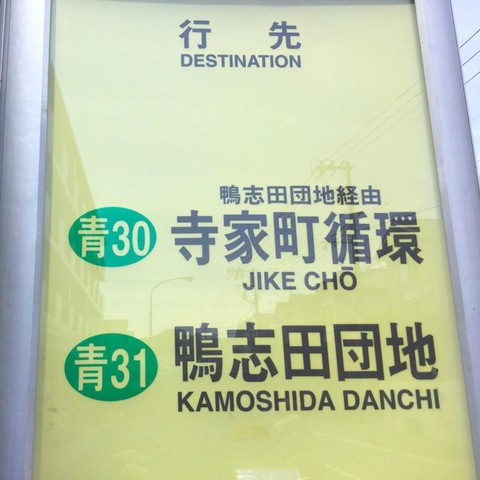 行先
DESTINATION
鴨志田団地経由
青30 寺家町循環
JIKE CHŌ
青31 鴨志田団地
KAMOSHIDA DANCHI